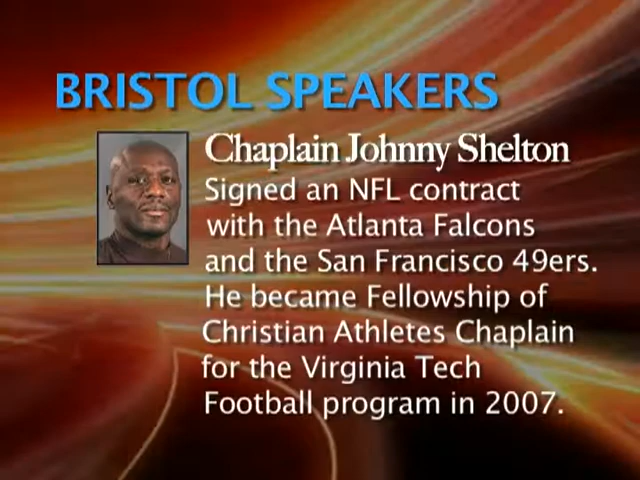 BRISTOL SPEAKERS
Chaplain Johnny Shelton
Signed an NFL contract
with the Atlanta Falcons
and the San Francisco 49ers.
He became Fellowship of
Christian Athletes Chaplain
for the Virginia Tech
Football program in 2007.